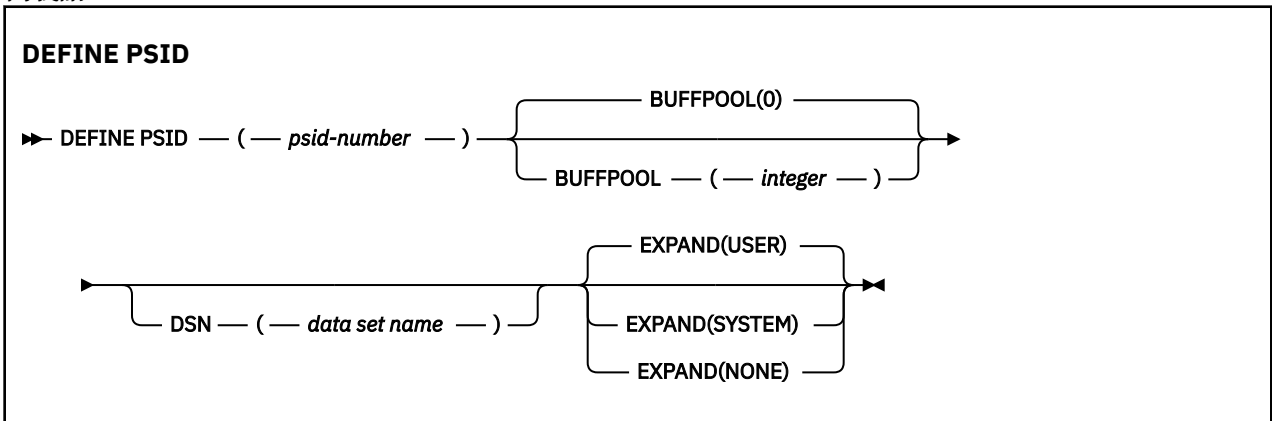 DEFINE PSID
BUFFPOOL(0)
DEFINE PSID ( psid-number )
BUFFPOOL ( integer )
EXPAND(USER)
DSN ( data set name )
EXPAND(SYSTEM)
EXPAND(NONE)